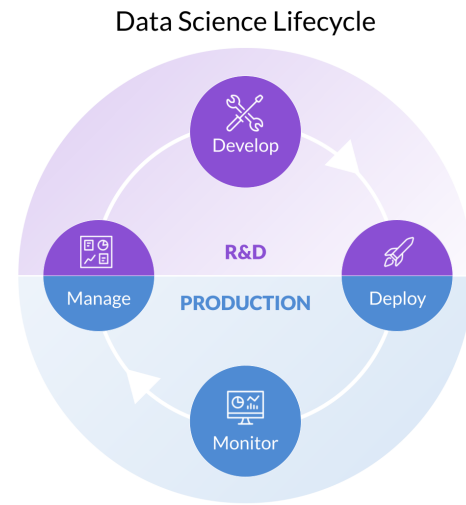 Data Science Lifecycle
Develop
R&D
Manage
PRODUCTION
Deploy
Monitor